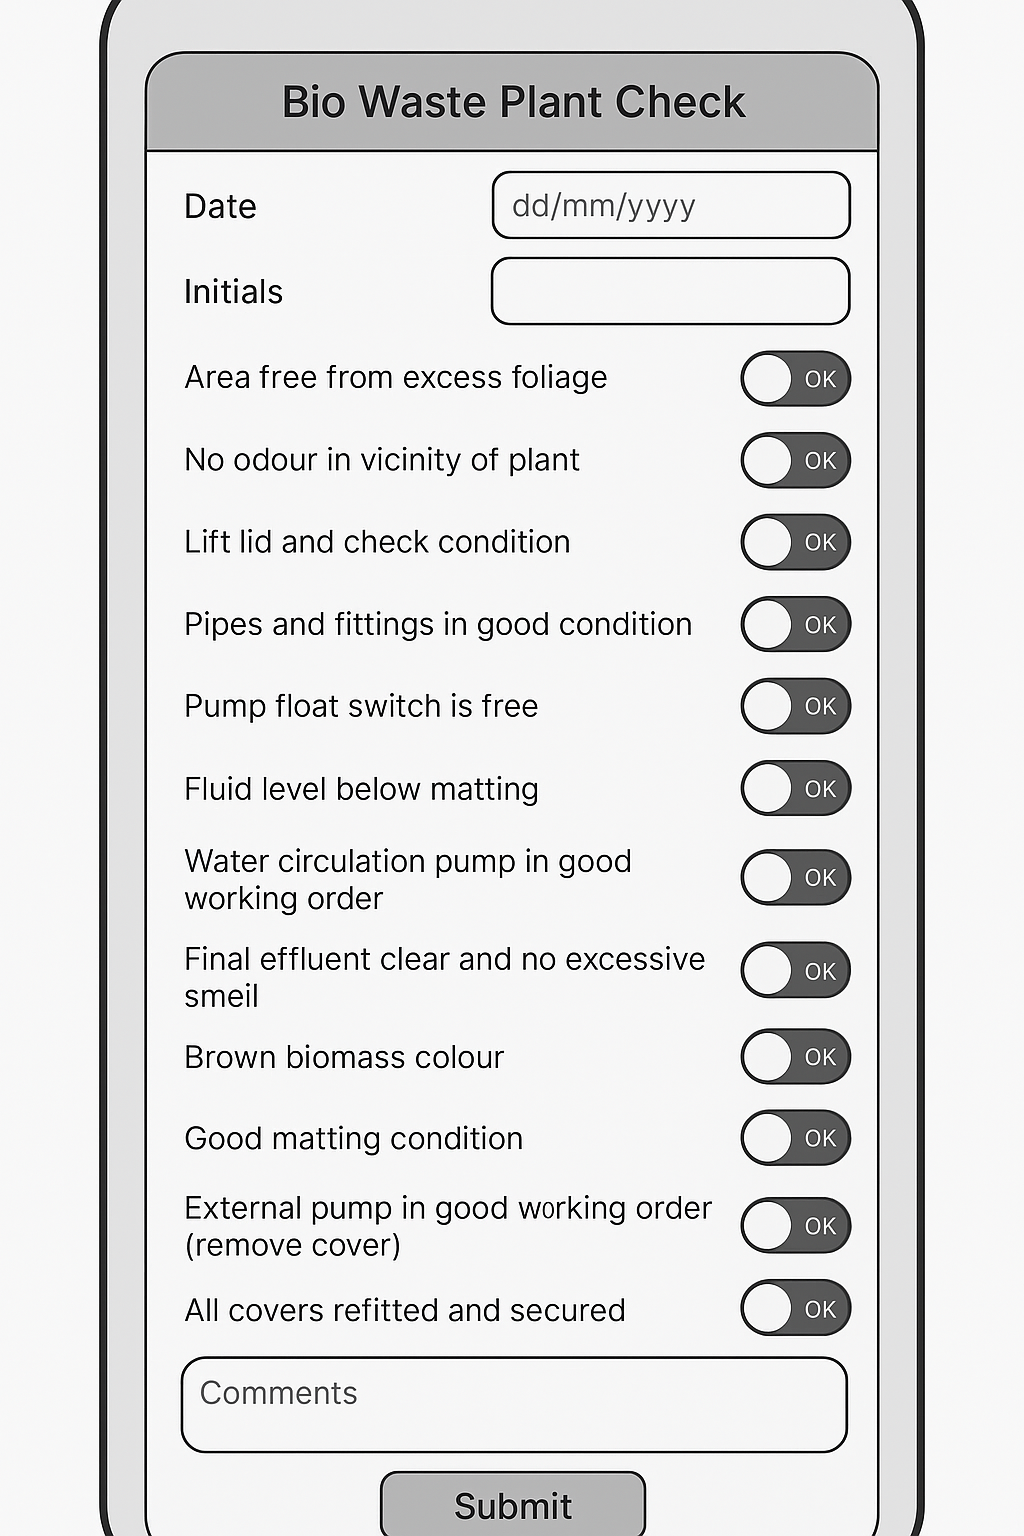 Bio Waste Plant Check
Date
dd/mm/yyyy
Initials
Area free from excess foliage
OK
No odour in vicinity of plant
OK
Lift lid and check condition
OK
Pipes and fittings in good condition
OK
Pump float switch is free
OK
Fluid level below matting
OK
Water circulation pump in good
working order
OK
Final effluent clear and no excessive
smeil
OK
Brown biomass colour
OK
Good matting condition
OK
External pump in good working order
(remove cover)
OK
All covers refitted and secured
OK
Comments
Submit